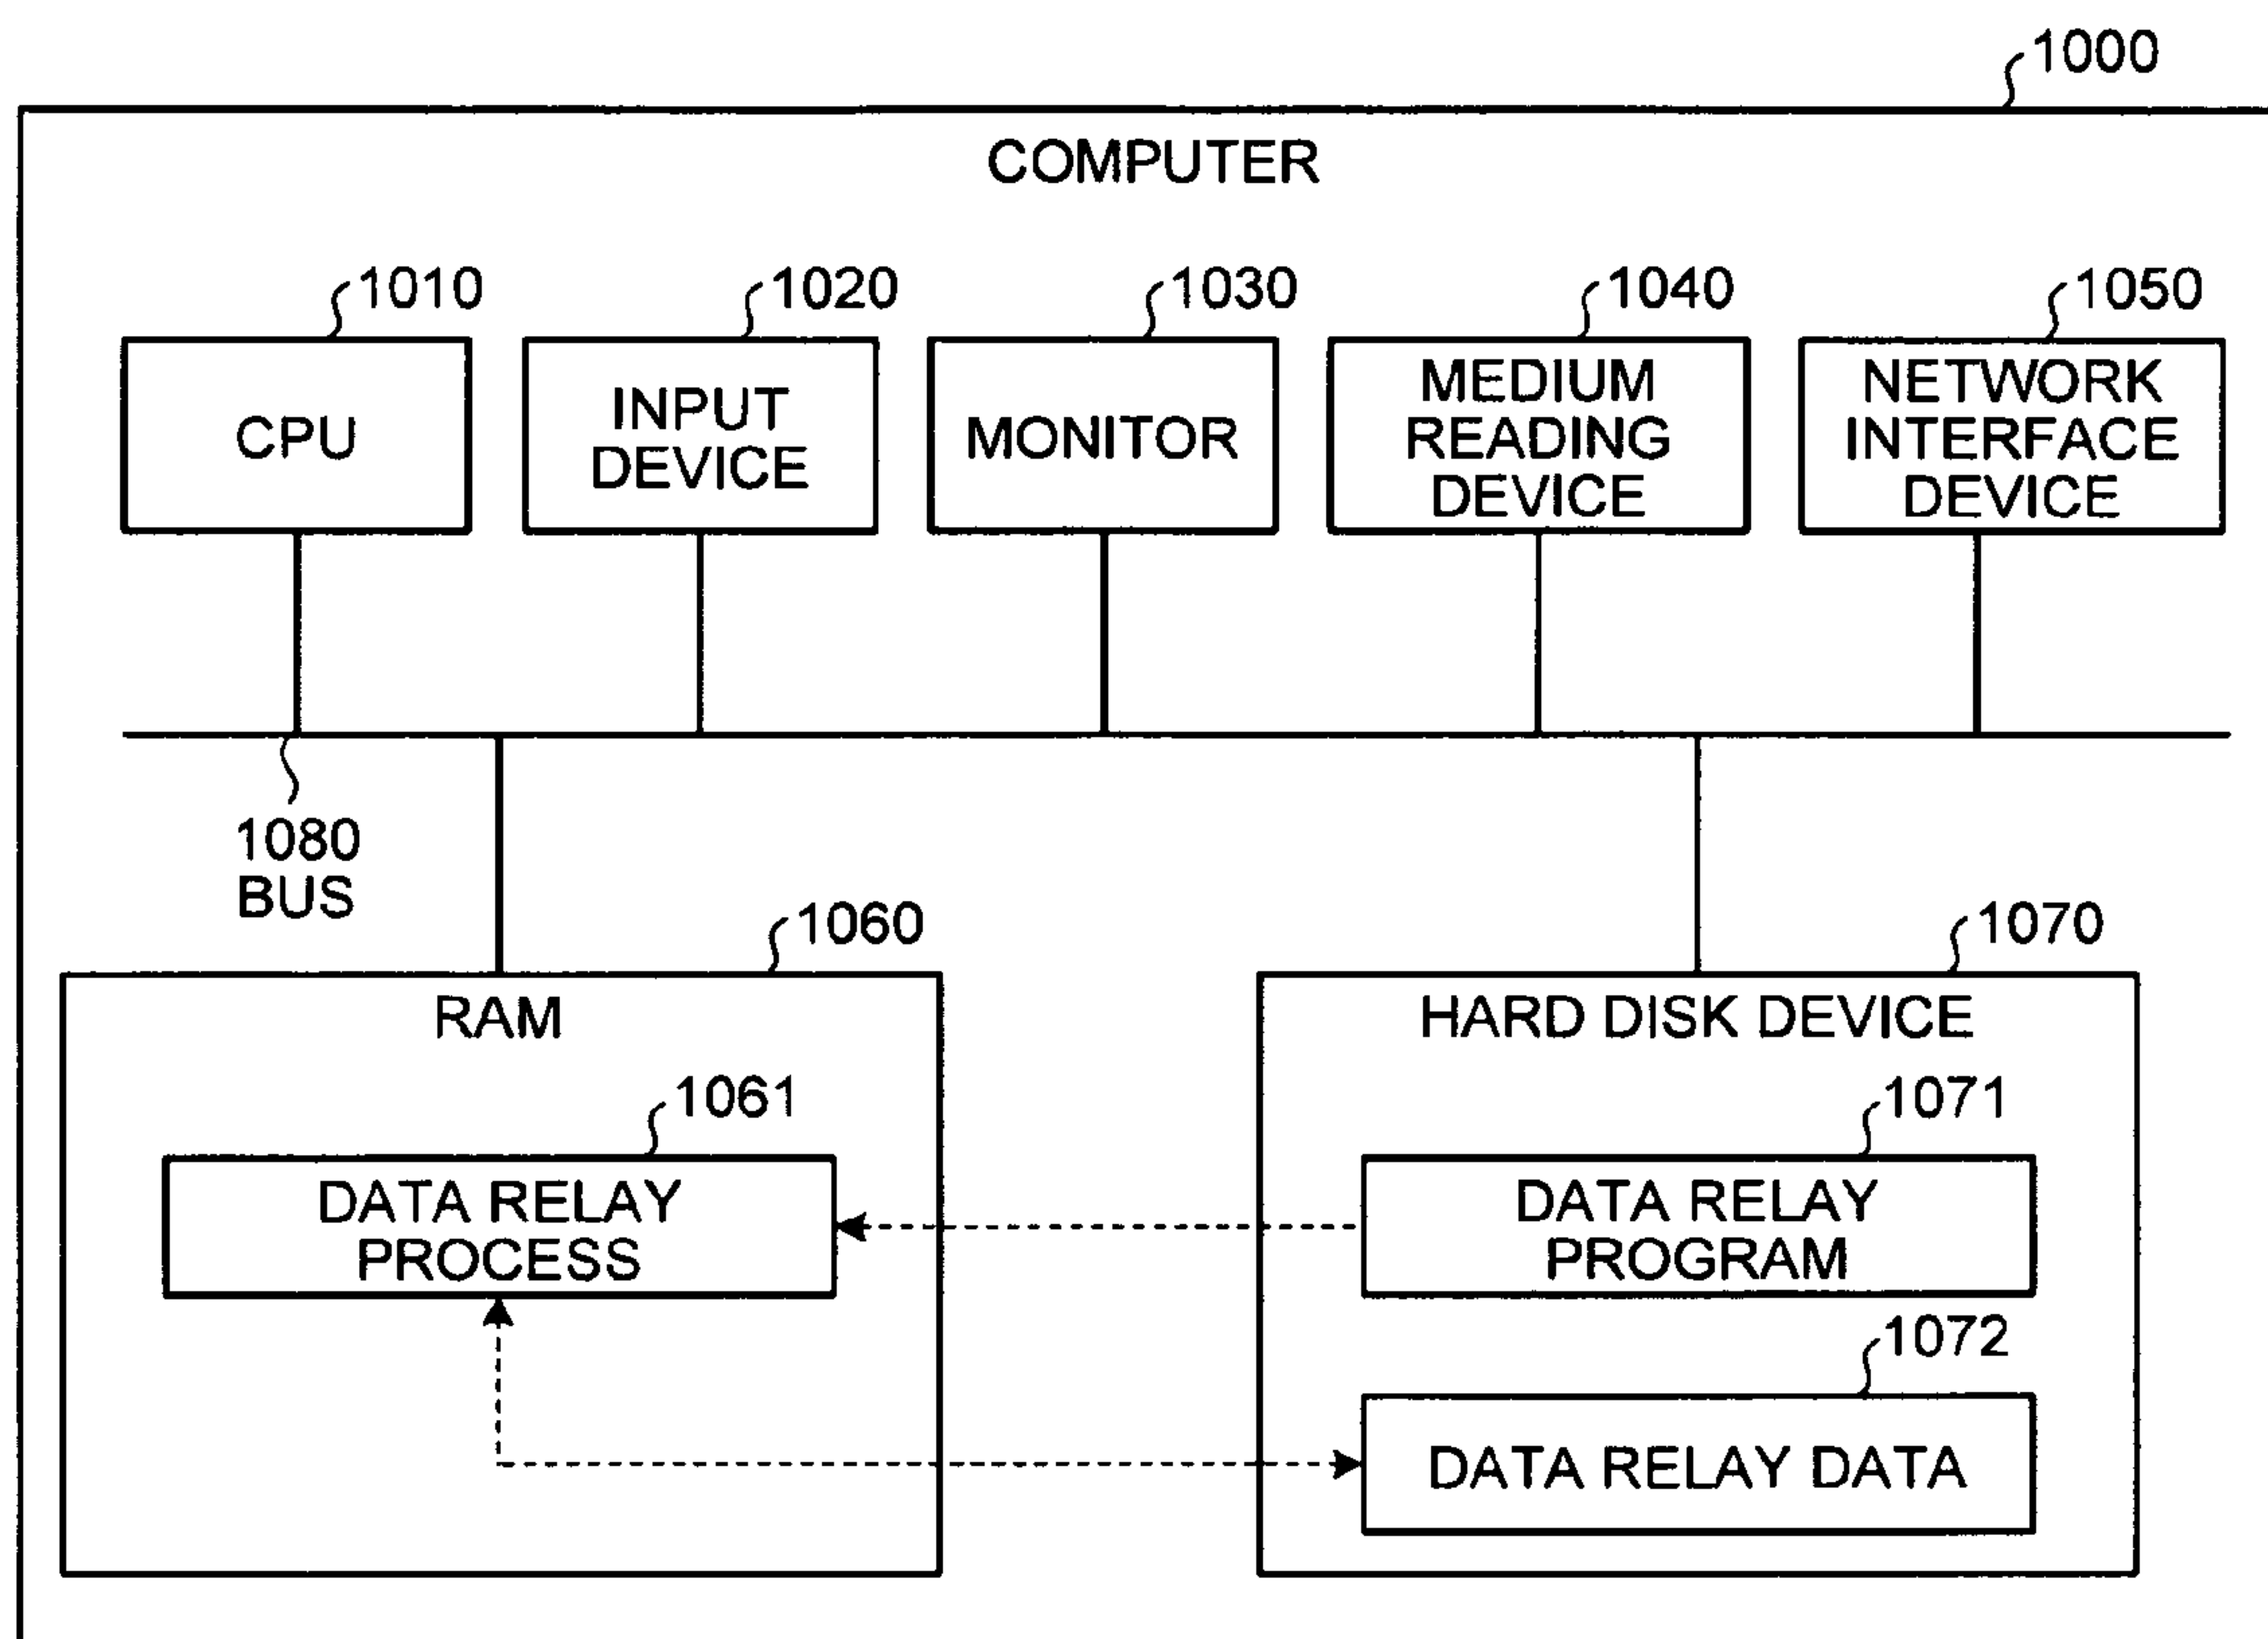 1000
COMPUTER
1010
1020
1030
1040
1050
CPU
INPUT
DEVICE
MONITOR
MEDIUM
READING
DEVICE
NETWORK
INTERFACE
DEVICE
1080
BUS
1060
1070
RAM
HARD DISK DEVICE
1061
1071
DATA RELAY
PROCESS
DATA RELAY
PROGRAM
1072
DATA RELAY DATA